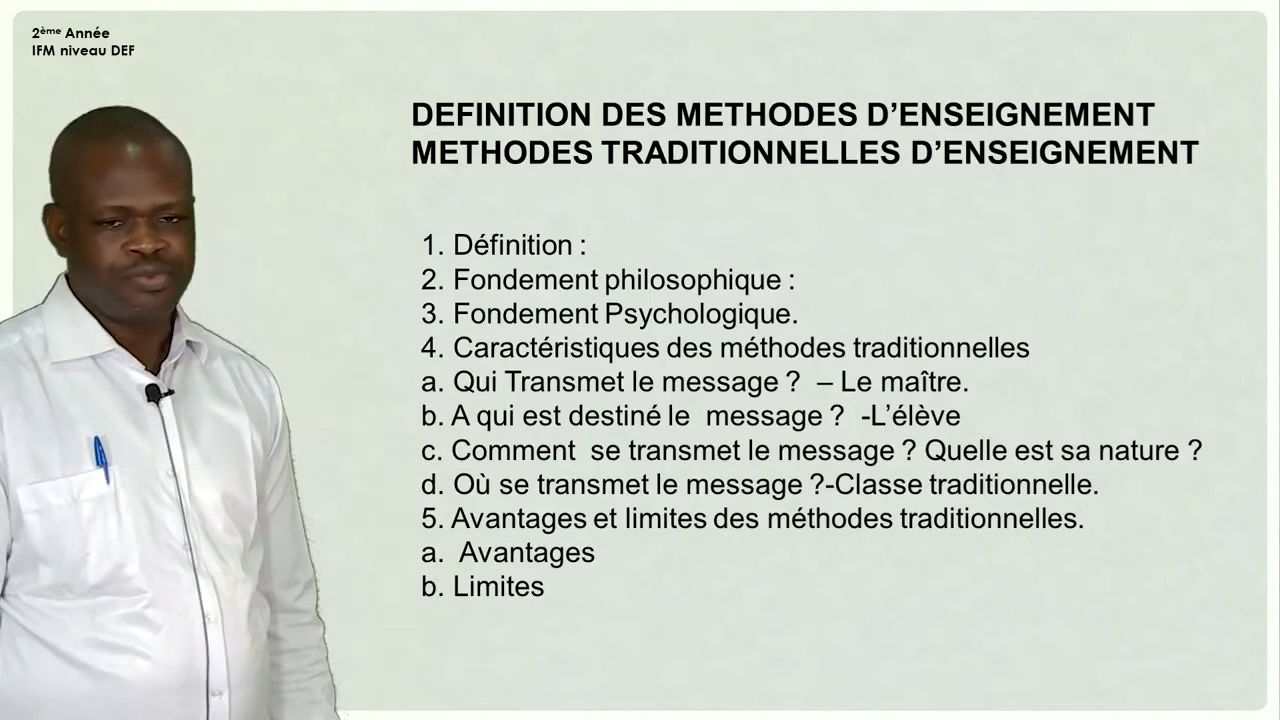 2ème Année
IFM niveau DEF
DEFINITION DES METHODES D’ENSEIGNEMENT
METHODES TRADITIONNELLES D’ENSEIGNEMENT
1. Définition :
2. Fondement philosophique :
3. Fondement Psychologique.
4. Caractéristiques des méthodes traditionnelles
a. Qui Transmet le message ? – Le maître.
b. A qui est destiné le message ? -L’élève
c. Comment se transmet le message ? Quelle est sa nature ?
d. Où se transmet le message ?-Classe traditionnelle.
5. Avantages et limites des méthodes traditionnelles.
a. Avantages
b. Limites